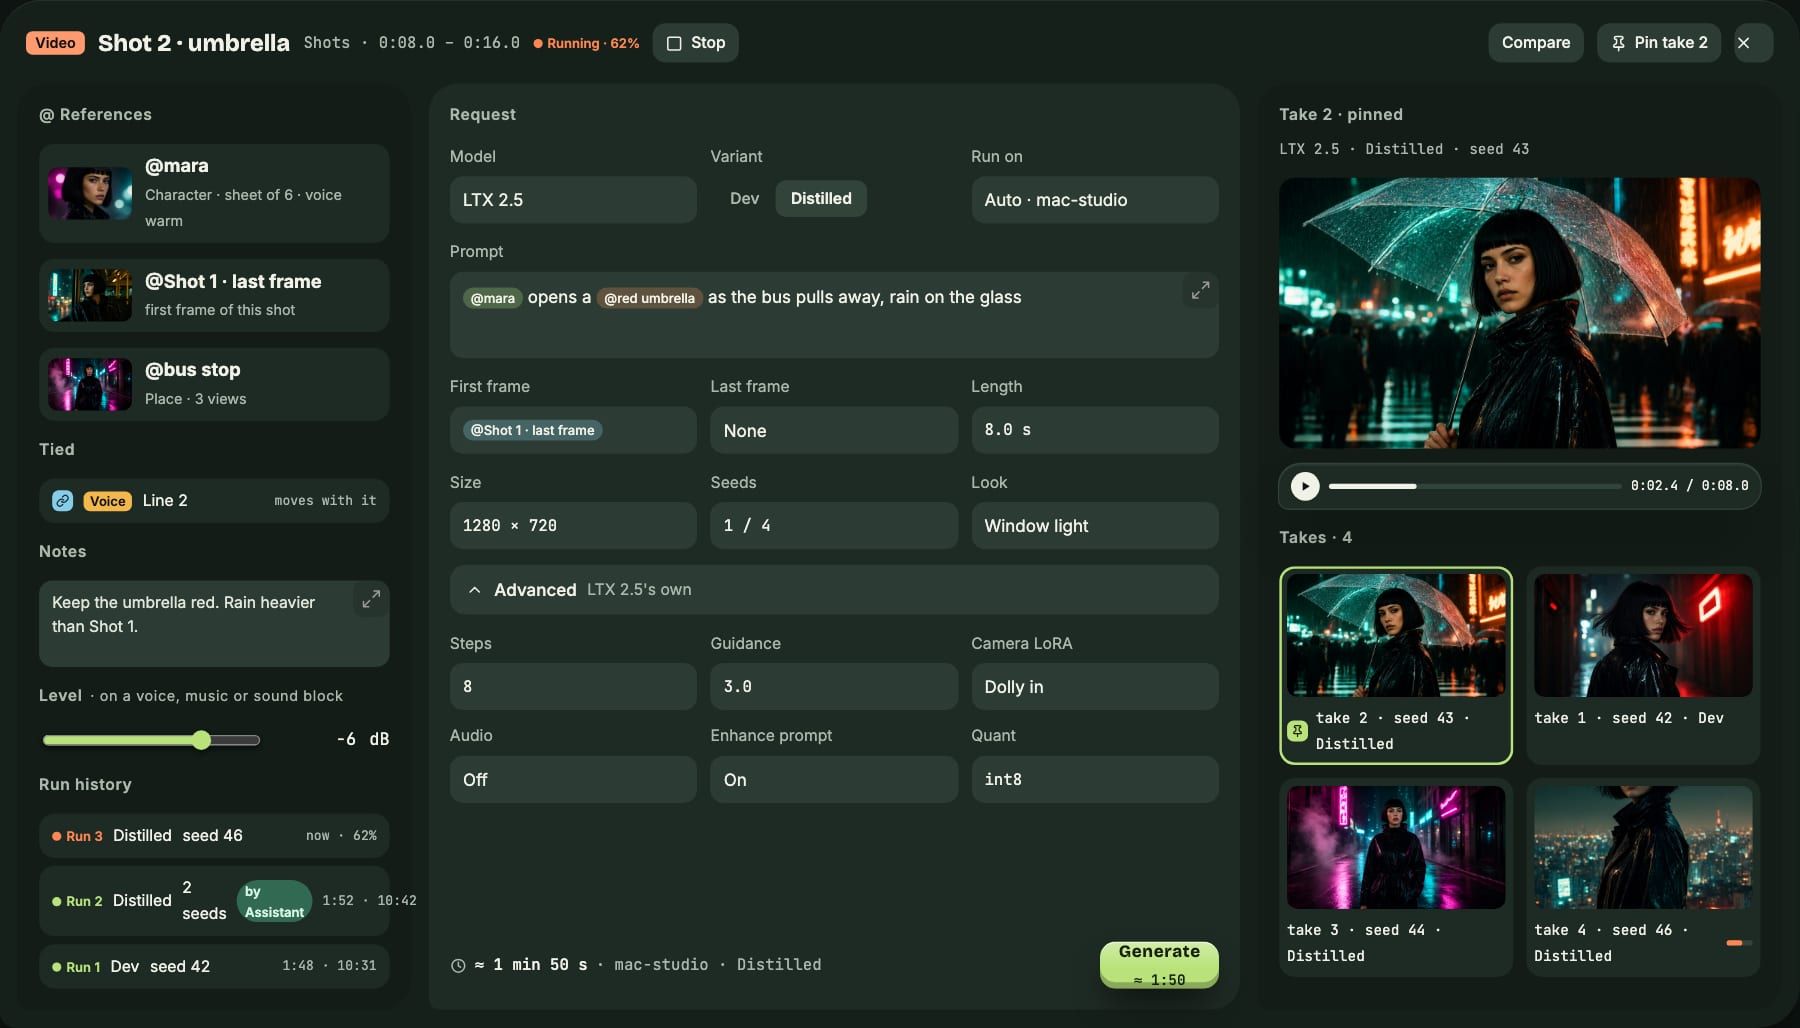 Video Shot 2 · umbrella Shots · 0:08.0 – 0:16.0 Running · 62% Stop Compare Pin take 2
@ References
@mara
Character · sheet of 6 · voice
warm
@Shot 1 · last frame
first frame of this shot
@bus stop
Place · 3 views
Tied
Voice Line 2 moves with it
Notes
Keep the umbrella red. Rain heavier
than Shot 1.
Level · on a voice, music or sound block
-6 dB
Run history
Run 3 Distilled seed 46 now · 62%
Run 2 Distilled 2 seeds by Assistant 1:52 · 10:42
Run 1 Dev seed 42 1:48 · 10:31
Request
Model Variant Run on
LTX 2.5 Dev Distilled Auto · mac-studio
Prompt
@mara opens a @red umbrella as the bus pulls away, rain on the glass
First frame Last frame Length
@Shot 1 · last frame None 8.0 s
Size Seeds Look
1280 × 720 1 / 4 Window light
Advanced LTX 2.5's own
Steps Guidance Camera LoRA
8 3.0 Dolly in
Audio Enhance prompt Quant
Off On int8
≈ 1 min 50 s · mac-studio · Distilled
Generate
≈ 1:50
Take 2 · pinned
LTX 2.5 · Distilled · seed 43
0:02.4 / 0:08.0
Takes · 4
take 2 · seed 43 ·
Distilled
take 1 · seed 42 · Dev
take 3 · seed 44 ·
Distilled
take 4 · seed 46 ·
Distilled